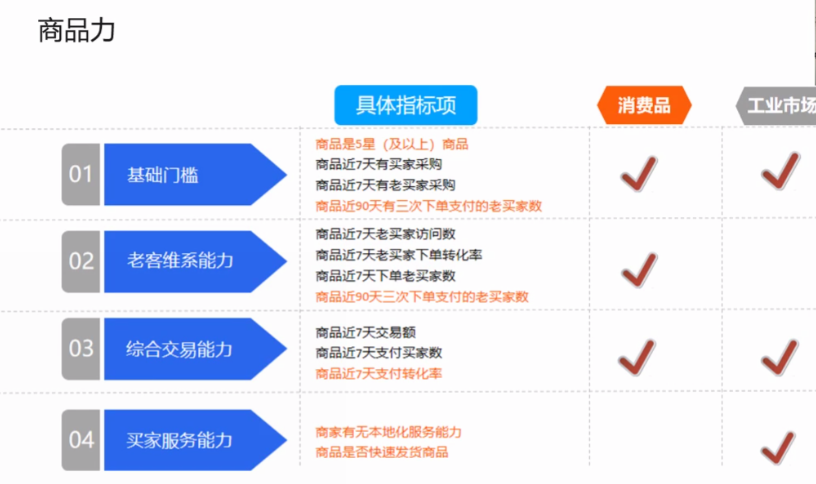 商品力
具体指标项
消费品
工业市场
01
基础门槛
商品是5星（及以上）商品
商品近7天有买家采购
商品近7天有老买家采购
商品近90天有三次下单支付的老买家数
02
老客维系能力
商品近7天老买家访问数
商品近7天老买家下单转化率
商品近7天下单老买家数
商品近90天三次下单支付的老买家数
03
综合交易能力
商品近7天交易额
商品近7天支付买家数
商品近7天支付转化率
04
买家服务能力
商家有无本地化服务能力
商品是否快速发货商品